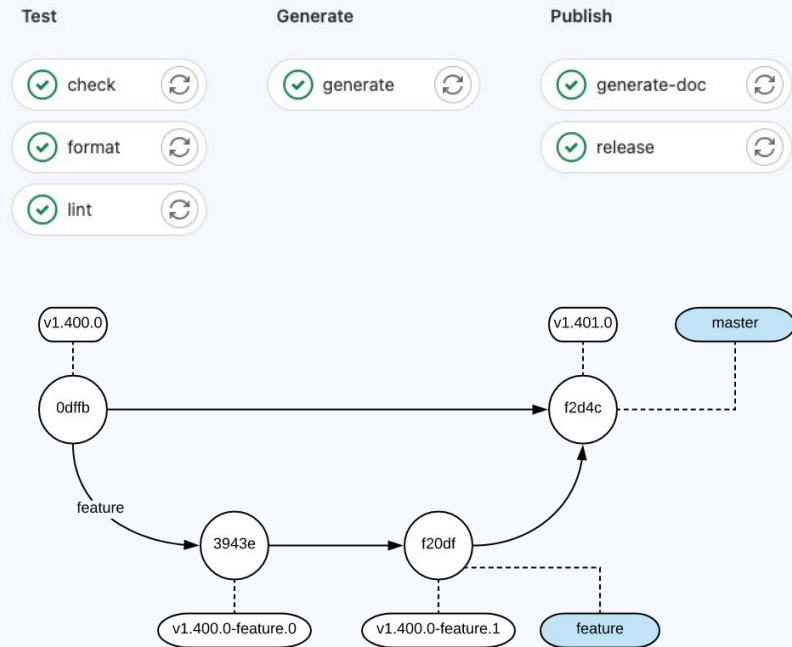 Test Generate Publish
check generate generate-doc
format release
lint
v1.400.0 v1.401.0 master
0dffb f2d4c
feature
3943e f20df
v1.400.0-feature.0 v1.400.0-feature.1 feature